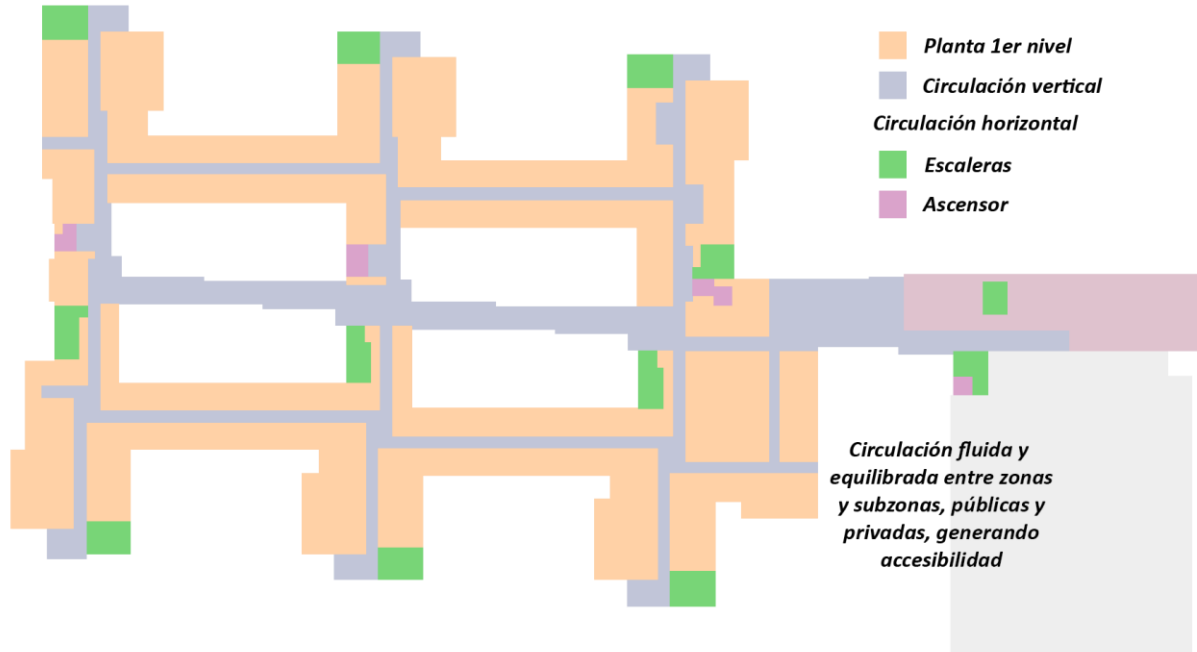 Planta 1er nivel
Circulación vertical
Circulación horizontal
Escaleras
Ascensor
Circulación fluida y
equilibrada entre zonas
y subzonas, públicas y
privadas, generando
accesibilidad